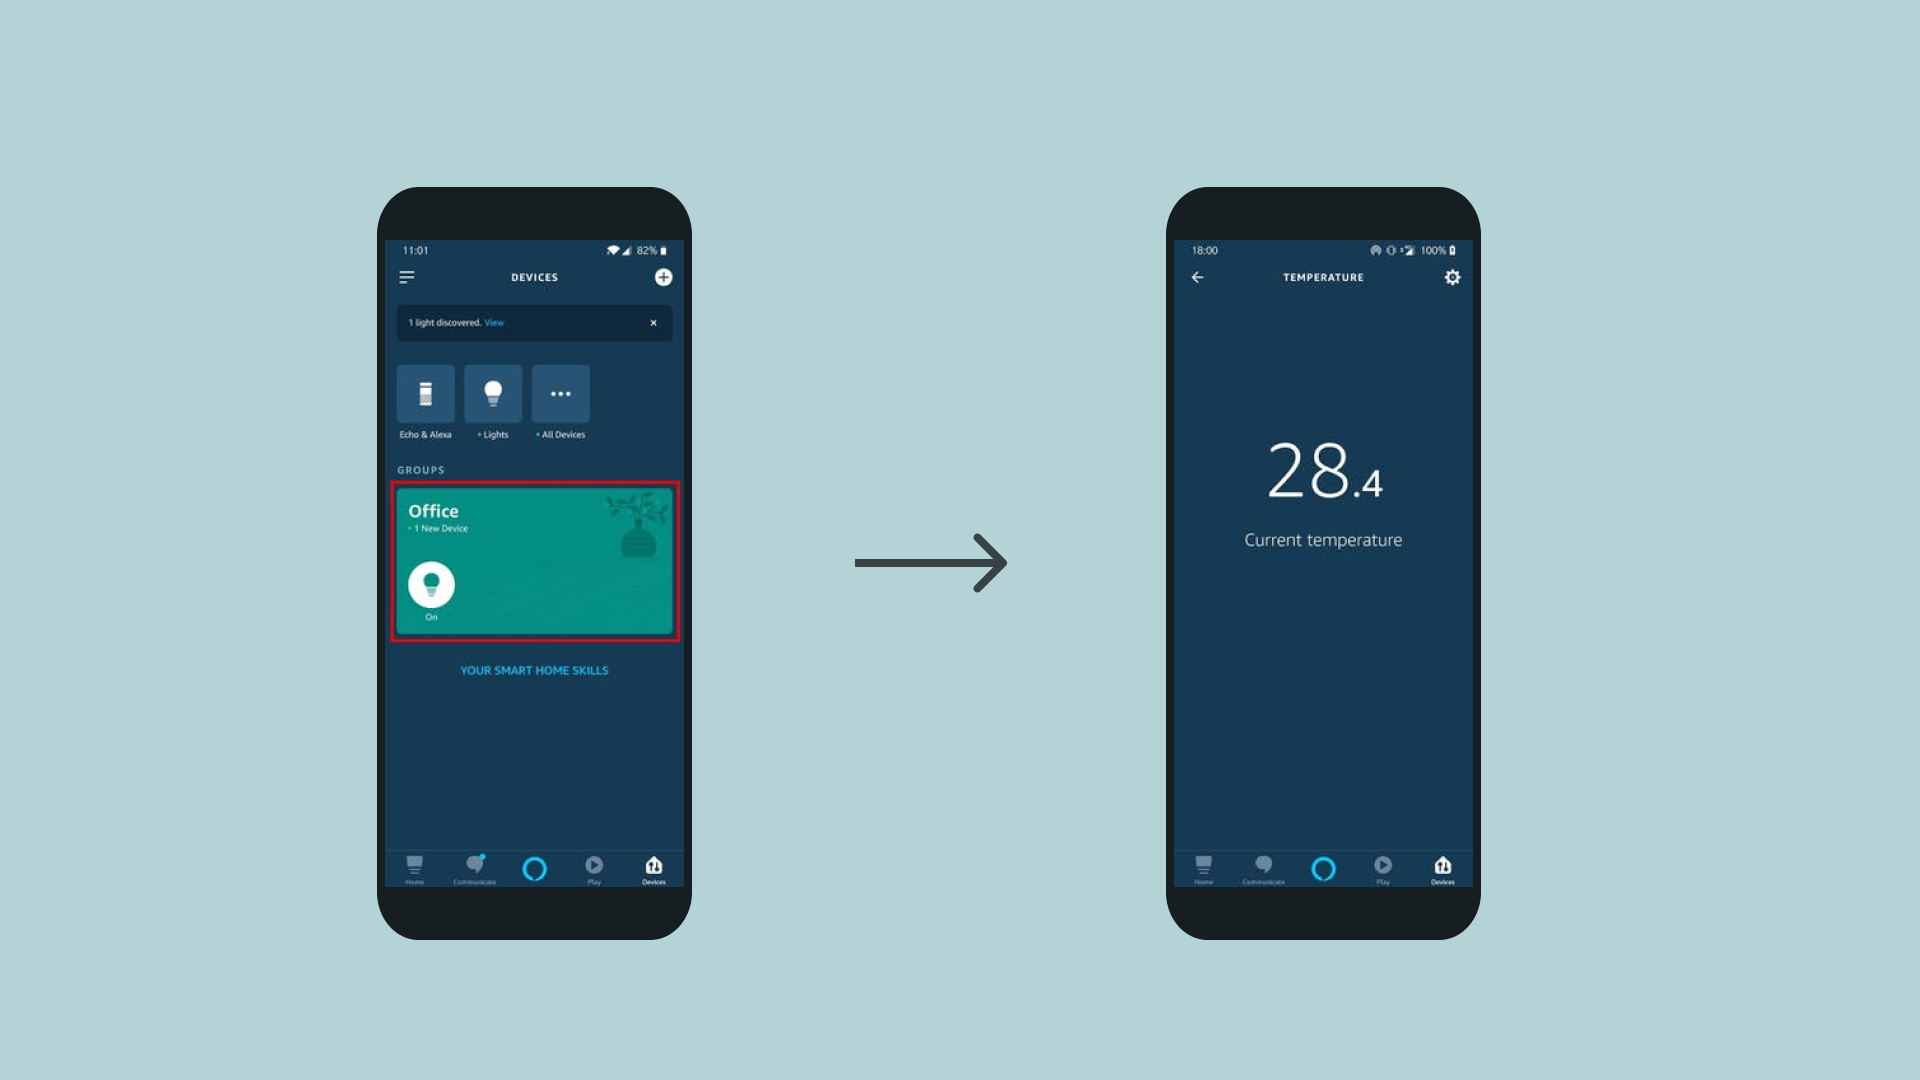 11:01
82%
DEVICES
1 light discovered. View
Echo & Alexa
• Lights
• All Devices
GROUPS
Office
• 1 New Device
On
YOUR SMART HOME SKILLS
Home
Communicate
Play
Devices
18:00
100%
TEMPERATURE
28.4
Current temperature
Home
Communicate
Play
Devices